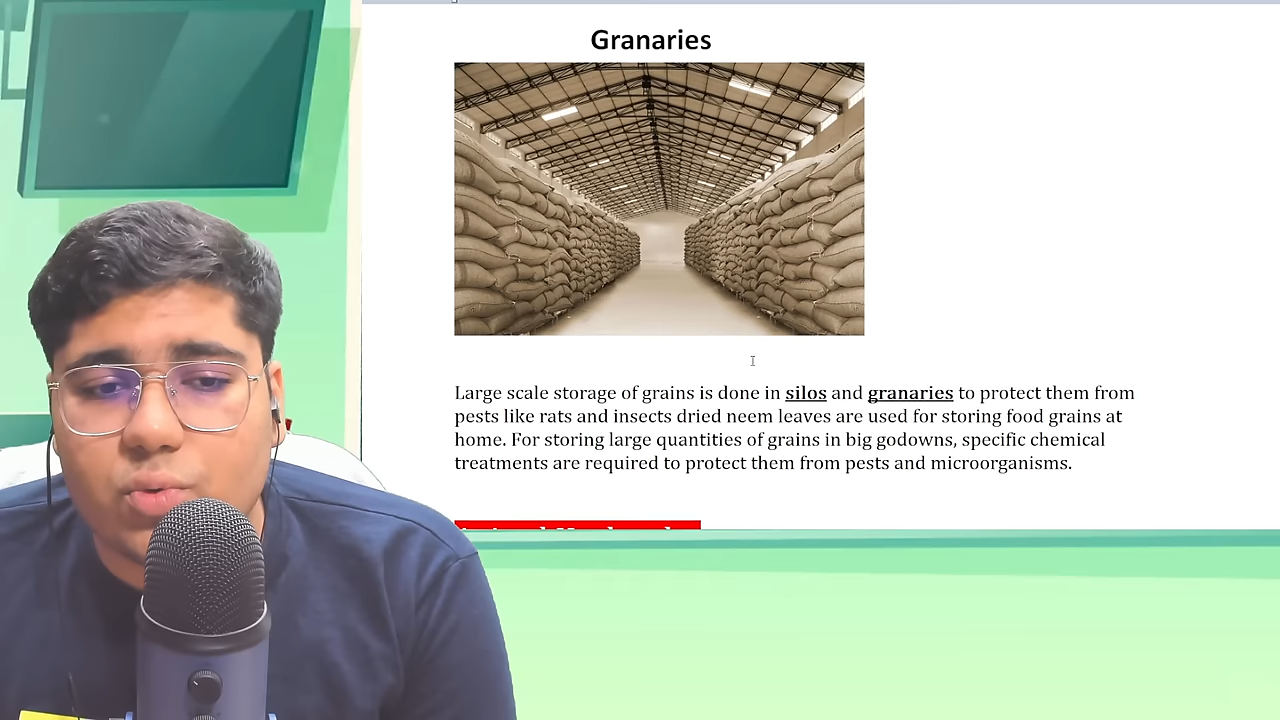 Granaries
Large scale storage of grains is done in silos and granaries to protect them from
pests like rats and insects dried neem leaves are used for storing food grains at
home. For storing large quantities of grains in big godowns, specific chemical
treatments are required to protect them from pests and microorganisms.